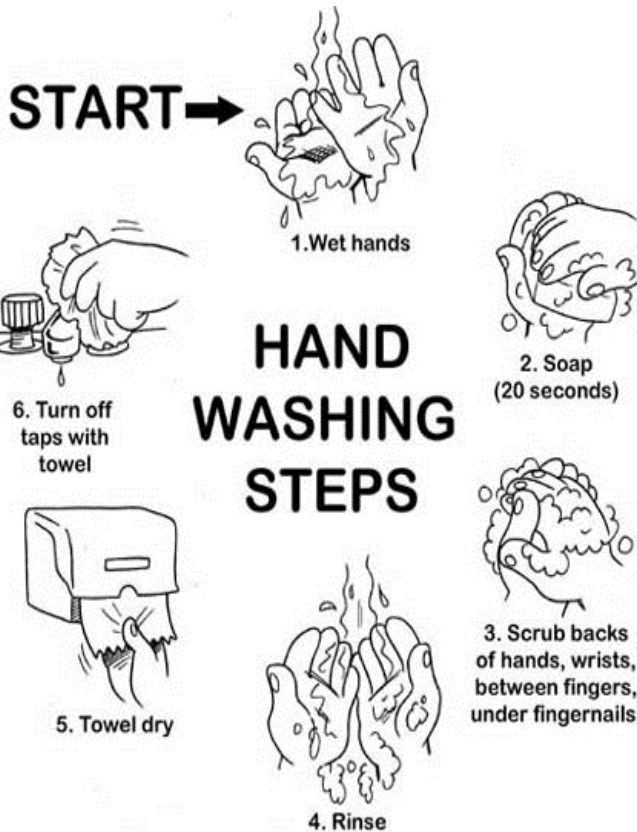 START
1.Wet hands
2. Soap
(20 seconds)
3. Scrub backs
of hands, wrists,
between fingers,
under fingernails
4. Rinse
5. Towel dry
6. Turn off
taps with
towel
HAND
WASHING
STEPS